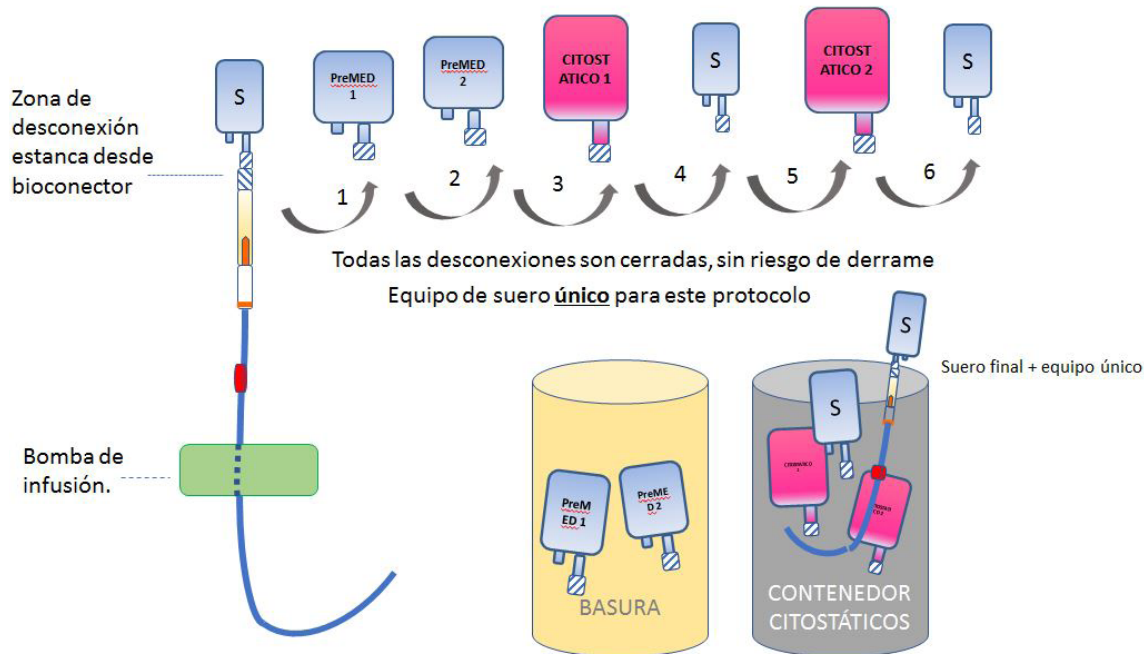 S
PreMED
1
PreMED
2
CITOST
ATICO 1
S
CITOST
ATICO 2
S
Zona de
desconexión
estanca desde
bioconector
1
2
3
4
5
6
Todas las desconexiones son cerradas, sin riesgo de derrame
Equipo de suero único para este protocolo
Bomba de
infusión.
PreM
ED 1
PreME
D 2
BASURA
S
S
Suero final + equipo único
CONTENEDOR
CITOSTÁTICOS